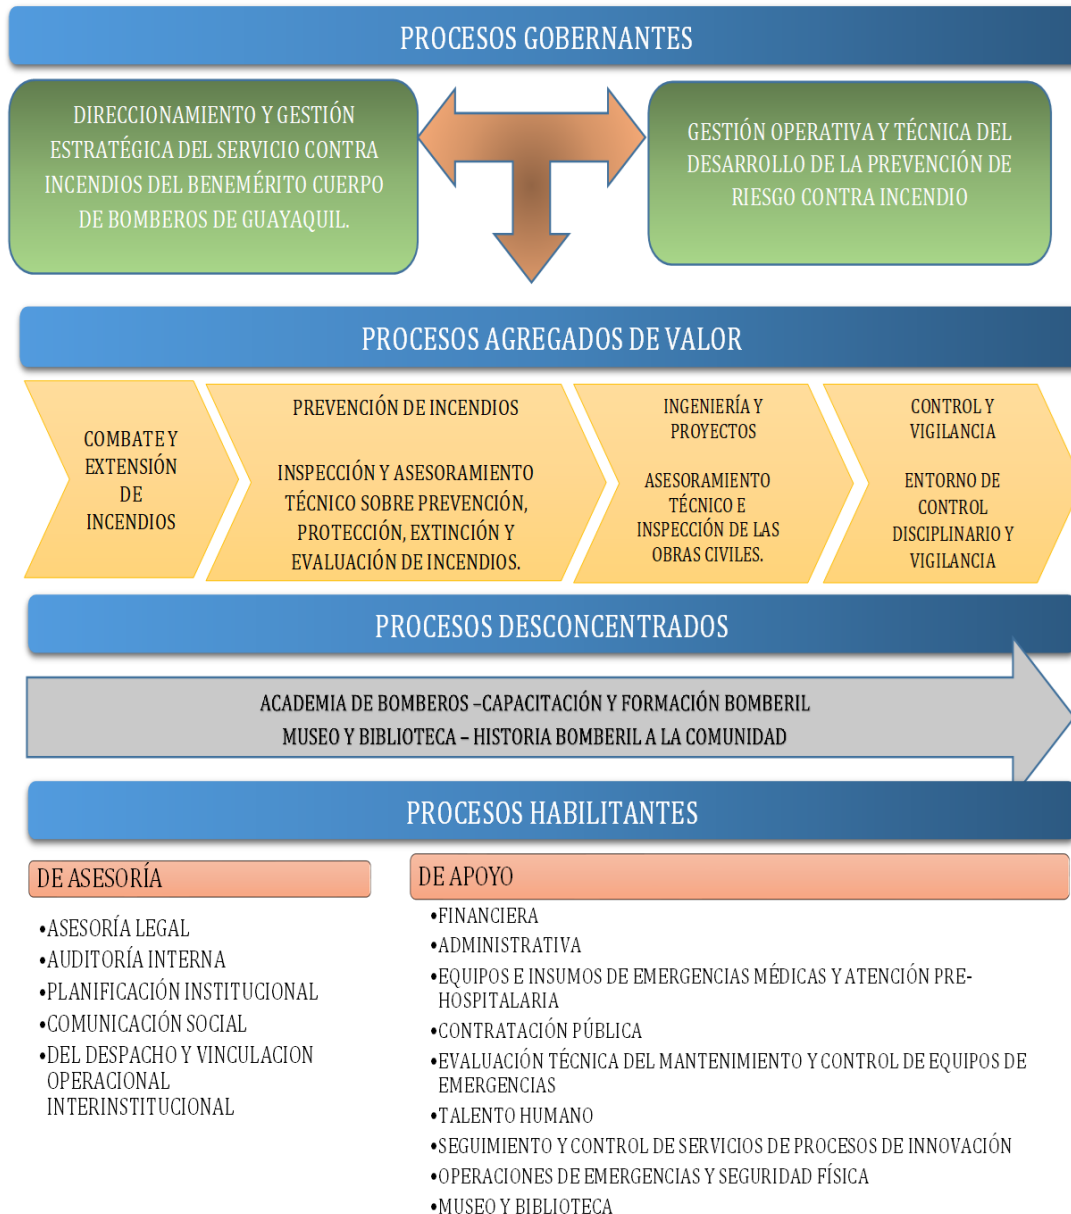 PROCESOS GOBERNANTES
DIRECCIONAMIENTO Y GESTIÓN
ESTRATÉGICA DEL SERVICIO CONTRA
INCENDIOS DEL BENEMÉRITO CUERPO
DE BOMBEROS DE GUAYAQUIL.
GESTIÓN OPERATIVA Y TÉCNICA DEL
DESARROLLO DE LA PREVENCIÓN DE
RIESGO CONTRA INCENDIO
PROCESOS AGREGADOS DE VALOR
COMBATE Y
EXTENSIÓN
DE
INCENDIOS
PREVENCIÓN DE INCENDIOS
INSPECCIÓN Y ASESORAMIENTO
TÉCNICO SOBRE PREVENCIÓN,
PROTECCIÓN, EXTINCIÓN Y
EVALUACIÓN DE INCENDIOS.
INGENIERÍA Y
PROYECTOS
ASESORAMIENTO
TÉCNICO E
INSPECCIÓN DE LAS
OBRAS CIVILES.
CONTROL Y
VIGILANCIA
ENTORNO DE
CONTROL
DISCIPLINARIO Y
VIGILANCIA
PROCESOS DESCONCENTRADOS
ACADEMIA DE BOMBEROS –CAPACITACIÓN Y FORMACIÓN BOMBERIL
MUSEO Y BIBLIOTECA – HISTORIA BOMBERIL A LA COMUNIDAD
PROCESOS HABILITANTES
DE ASESORÍA
•ASESORÍA LEGAL
•AUDITORÍA INTERNA
•PLANIFICACIÓN INSTITUCIONAL
•COMUNICACIÓN SOCIAL
•DEL DESPACHO Y VINCULACION
OPERACIONAL
INTERINSTITUCIONAL
DE APOYO
•FINANCIERA
•ADMINISTRATIVA
•EQUIPOS E INSUMOS DE EMERGENCIAS MÉDICAS Y ATENCIÓN PRE-
HOSPITALARIA
•CONTRATACIÓN PÚBLICA
•EVALUACIÓN TÉCNICA DEL MANTENIMIENTO Y CONTROL DE EQUIPOS DE
EMERGENCIAS
•TALENTO HUMANO
•SEGUIMIENTO Y CONTROL DE SERVICIOS DE PROCESOS DE INNOVACIÓN
•OPERACIONES DE EMERGENCIAS Y SEGURIDAD FÍSICA
•MUSEO Y BIBLIOTECA